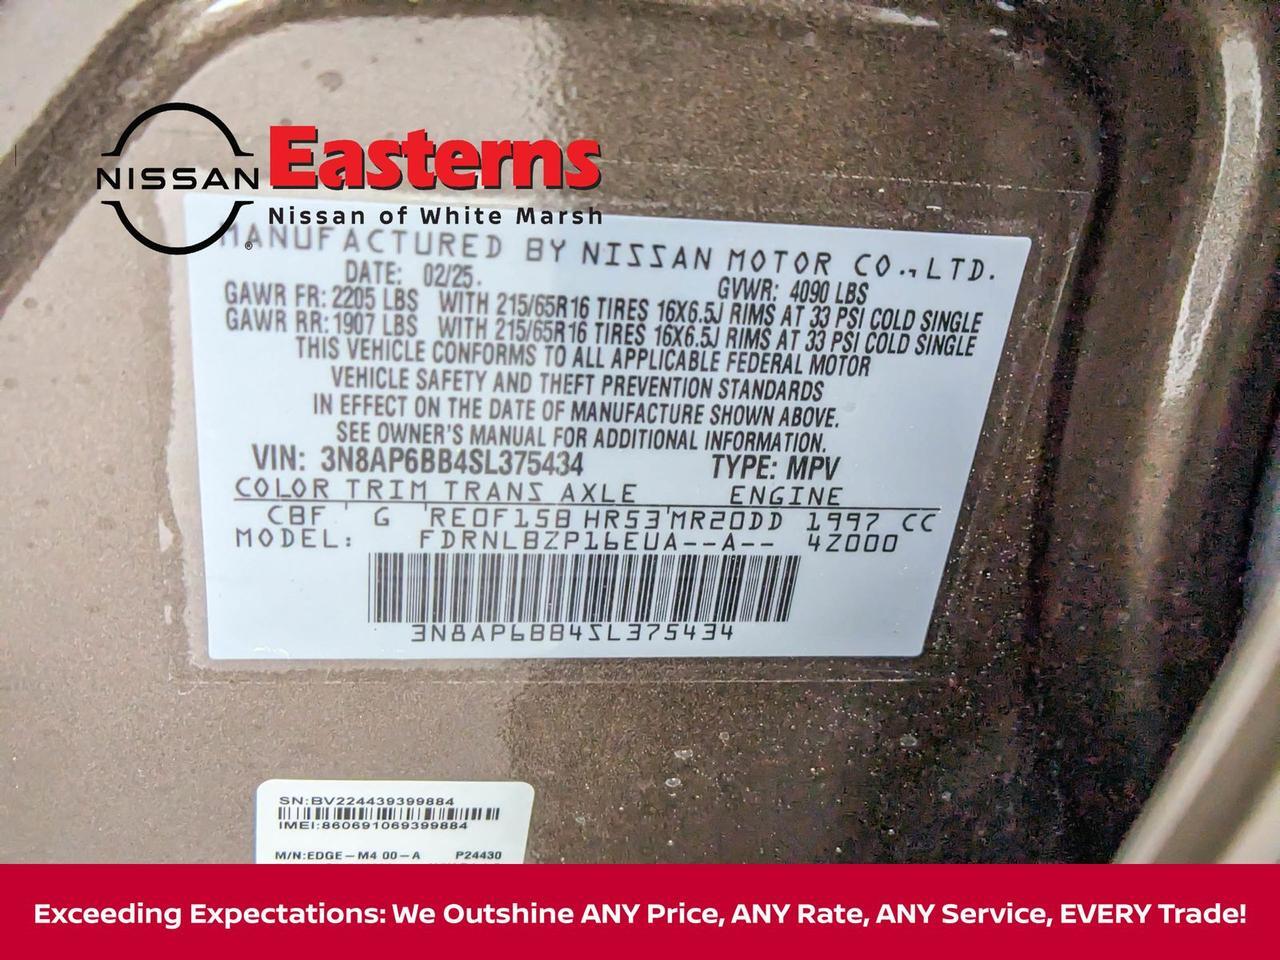 NISSAN
®
Easterns
Nissan of White Marsh
MANUFACTURED BY NISSAN MOTOR CO., LTD.
DATE: 02/25. GVWR: 4090 LBS
GAWR FR: 2205 LBS WITH 215/65R16 TIRES 16X6.5J RIMS AT 33 PSI COLD SINGLE
GAWR RR: 1907 LBS WITH 215/65R16 TIRES 16X6.5J RIMS AT 33 PSI COLD SINGLE
THIS VEHICLE CONFORMS TO ALL APPLICABLE FEDERAL MOTOR
VEHICLE SAFETY AND THEFT PREVENTION STANDARDS
IN EFFECT ON THE DATE OF MANUFACTURE SHOWN ABOVE.
SEE OWNER'S MANUAL FOR ADDITIONAL INFORMATION.
VIN: 3N8AP6BB4SL375434 TYPE: MPV
COLOR TRIM TRANS AXLE ENGINE
CBF G RE0F15B HR53 MR20DD 1997 CC
MODEL: FDRNLBZP16EUA--A-- 4Z000
3N8AP6BB4SL375434
SN:BV224439399884
IMEI:860691069399884
M/N:EDGE-M4 00-A P24430
Exceeding Expectations: We Outshine ANY Price, ANY Rate, ANY Service, EVERY Trade!